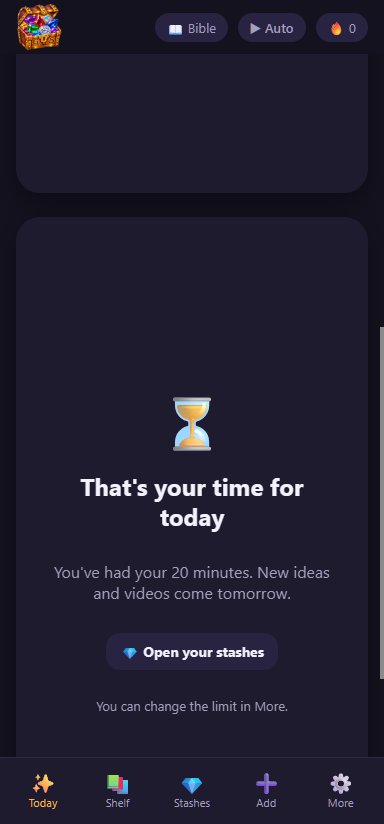 Bible
Auto
0
That's your time for
today
You've had your 20 minutes. New ideas
and videos come tomorrow.
Open your stashes
You can change the limit in More.
Today
Shelf
Stashes
Add
More